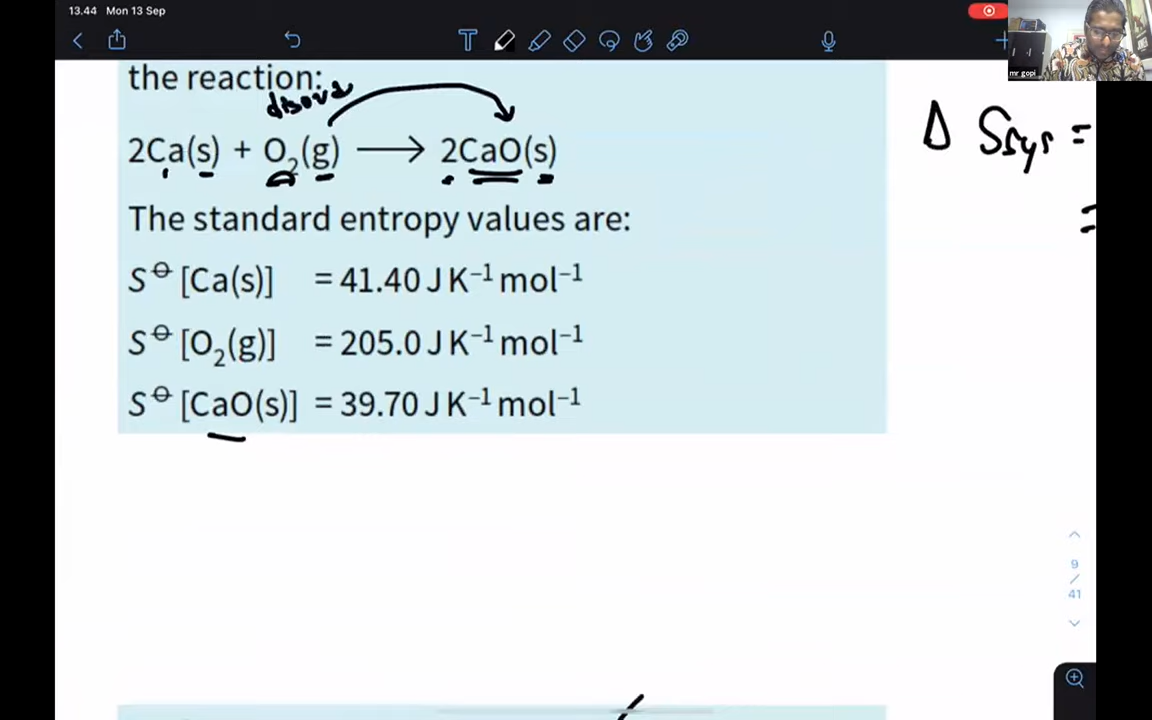 13.44 Mon 13 Sep
mr gopi
the reaction:
2Ca(s) + O₂(g) ⟶ 2CaO(s)
Δ Ssys =
=
The standard entropy values are:
S⦵ [Ca(s)] = 41.40 J K⁻¹ mol⁻¹
S⦵ [O₂(g)] = 205.0 J K⁻¹ mol⁻¹
S⦵ [CaO(s)] = 39.70 J K⁻¹ mol⁻¹
9
/
41